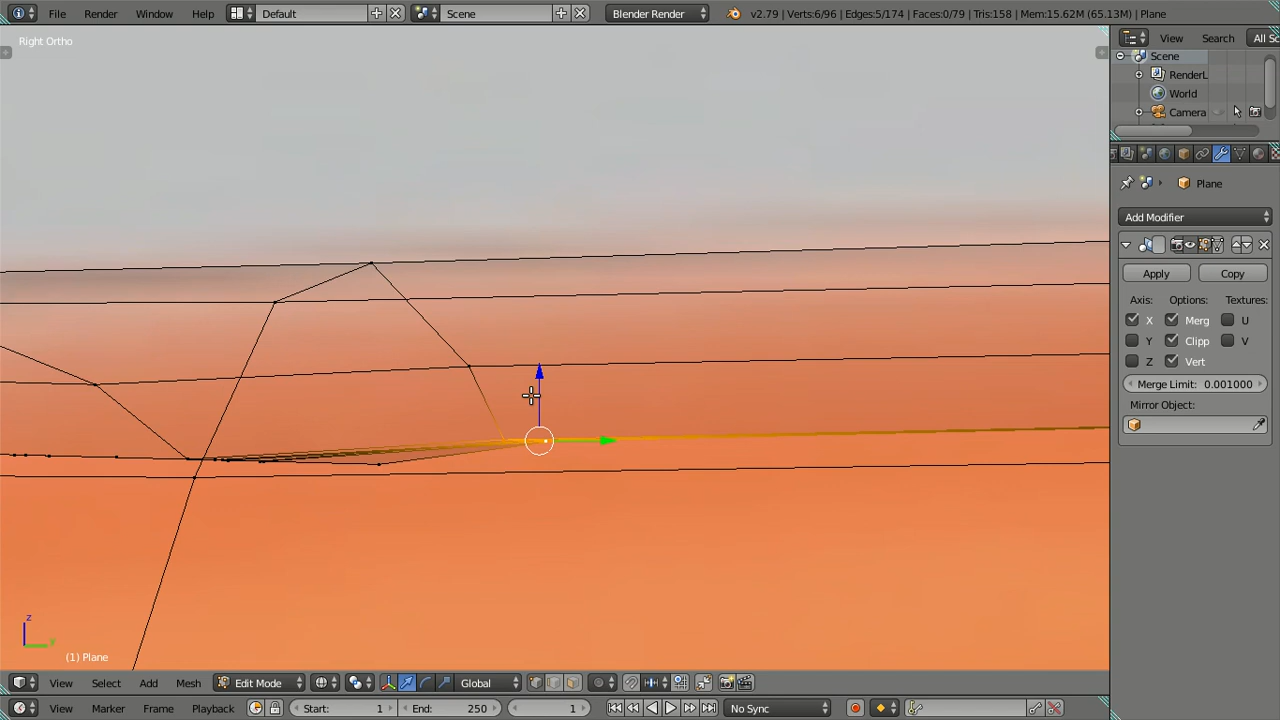 File Render Window Help Default Scene Blender Render v2.79 | Verts:6/96 | Edges:5/174 | Faces:0/79 | Tris:158 | Mem:15.62M (65.13M) | Plane
Right Ortho
View Search All Sc
Scene
RenderL
World
Camera
Plane
Add Modifier
Apply Copy
Axis: Options: Textures:
X Merg U
Y Clipp V
Z Vert
Merge Limit: 0.001000
Mirror Object:
z
y
(1) Plane
View Select Add Mesh Edit Mode Global
View Marker Frame Playback Start: 1 End: 250 1 No Sync